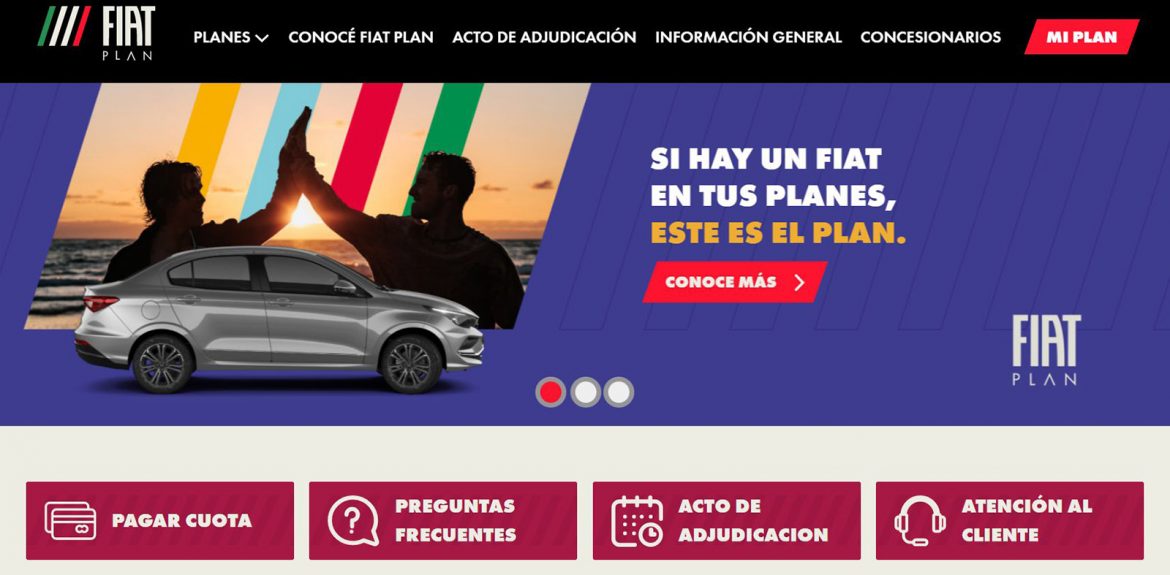 FIAT
PLAN
PLANES
CONOCÉ FIAT PLAN
ACTO DE ADJUDICACIÓN
INFORMACIÓN GENERAL
CONCESIONARIOS
MI PLAN
SI HAY UN FIAT
EN TUS PLANES,
ESTE ES EL PLAN.
CONOCE MÁS
FIAT
PLAN
PAGAR CUOTA
PREGUNTAS
FRECUENTES
ACTO DE
ADJUDICACION
ATENCIÓN AL
CLIENTE